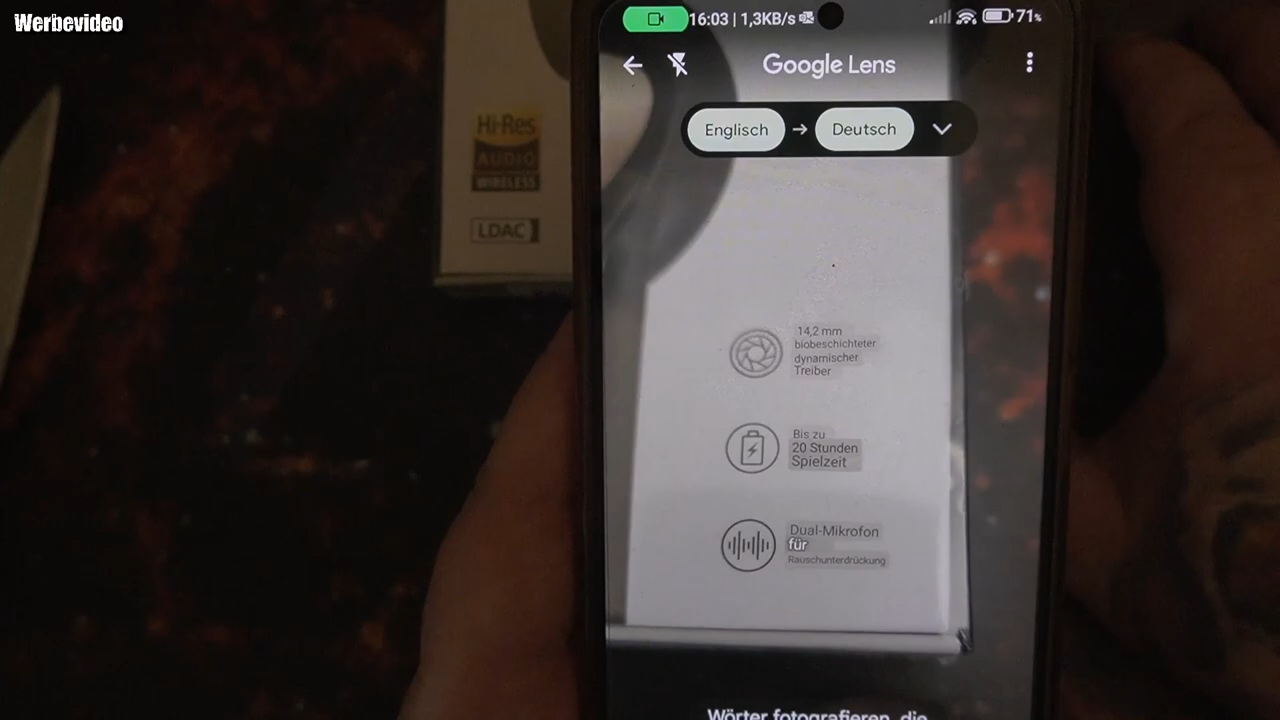 Werbevideo
16:03 | 1,3KB/s 71%
Google Lens
Englisch → Deutsch
Hi-Res
AUDIO
WIRELESS
LDAC
14,2 mm
biobeschichteter
dynamischer
Treiber
Bis zu
20 Stunden
Spielzeit
Dual-Mikrofon
für
Rauschunterdrückung
Wörter fotografieren, die